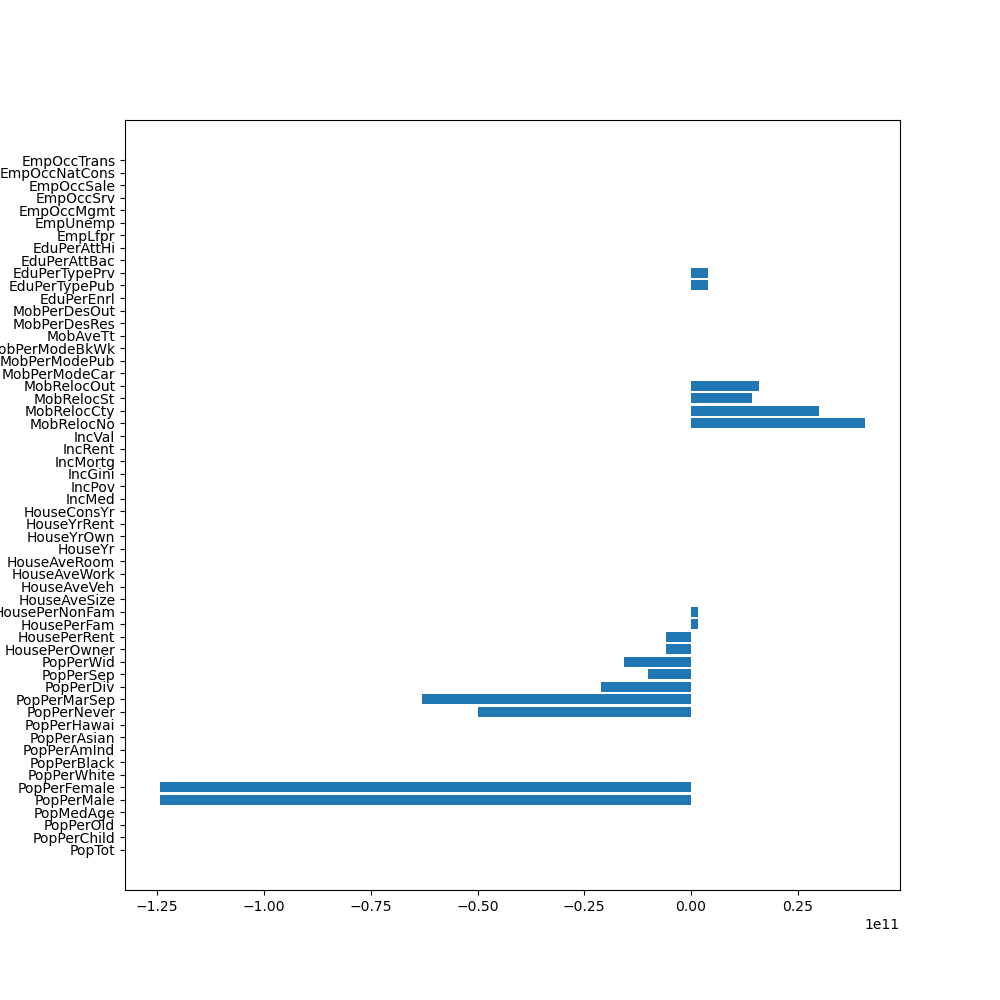 EmpOccTrans
EmpOccNatCons
EmpOccSale
EmpOccSrv
EmpOccMgmt
EmpUnemp
EmpLfpr
EduPerAttHi
EduPerAttBac
EduPerTypePrv
EduPerTypePub
EduPerEnrl
MobPerDesOut
MobPerDesRes
MobAveTt
obPerModeBkWk
MobPerModePub
MobPerModeCar
MobRelocOut
MobRelocSt
MobRelocCty
MobRelocNo
IncVal
IncRent
IncMortg
IncGini
IncPov
IncMed
HouseConsYr
HouseYrRent
HouseYrOwn
HouseYr
HouseAveRoom
HouseAveWork
HouseAveVeh
HouseAveSize
HousePerNonFam
HousePerFam
HousePerRent
HousePerOwner
PopPerWid
PopPerSep
PopPerDiv
PopPerMarSep
PopPerNever
PopPerHawai
PopPerAsian
PopPerAmInd
PopPerBlack
PopPerWhite
PopPerFemale
PopPerMale
PopMedAge
PopPerOld
PopPerChild
PopTot
−1.25 −1.00 −0.75 −0.50 −0.25 0.00 0.25
1e11